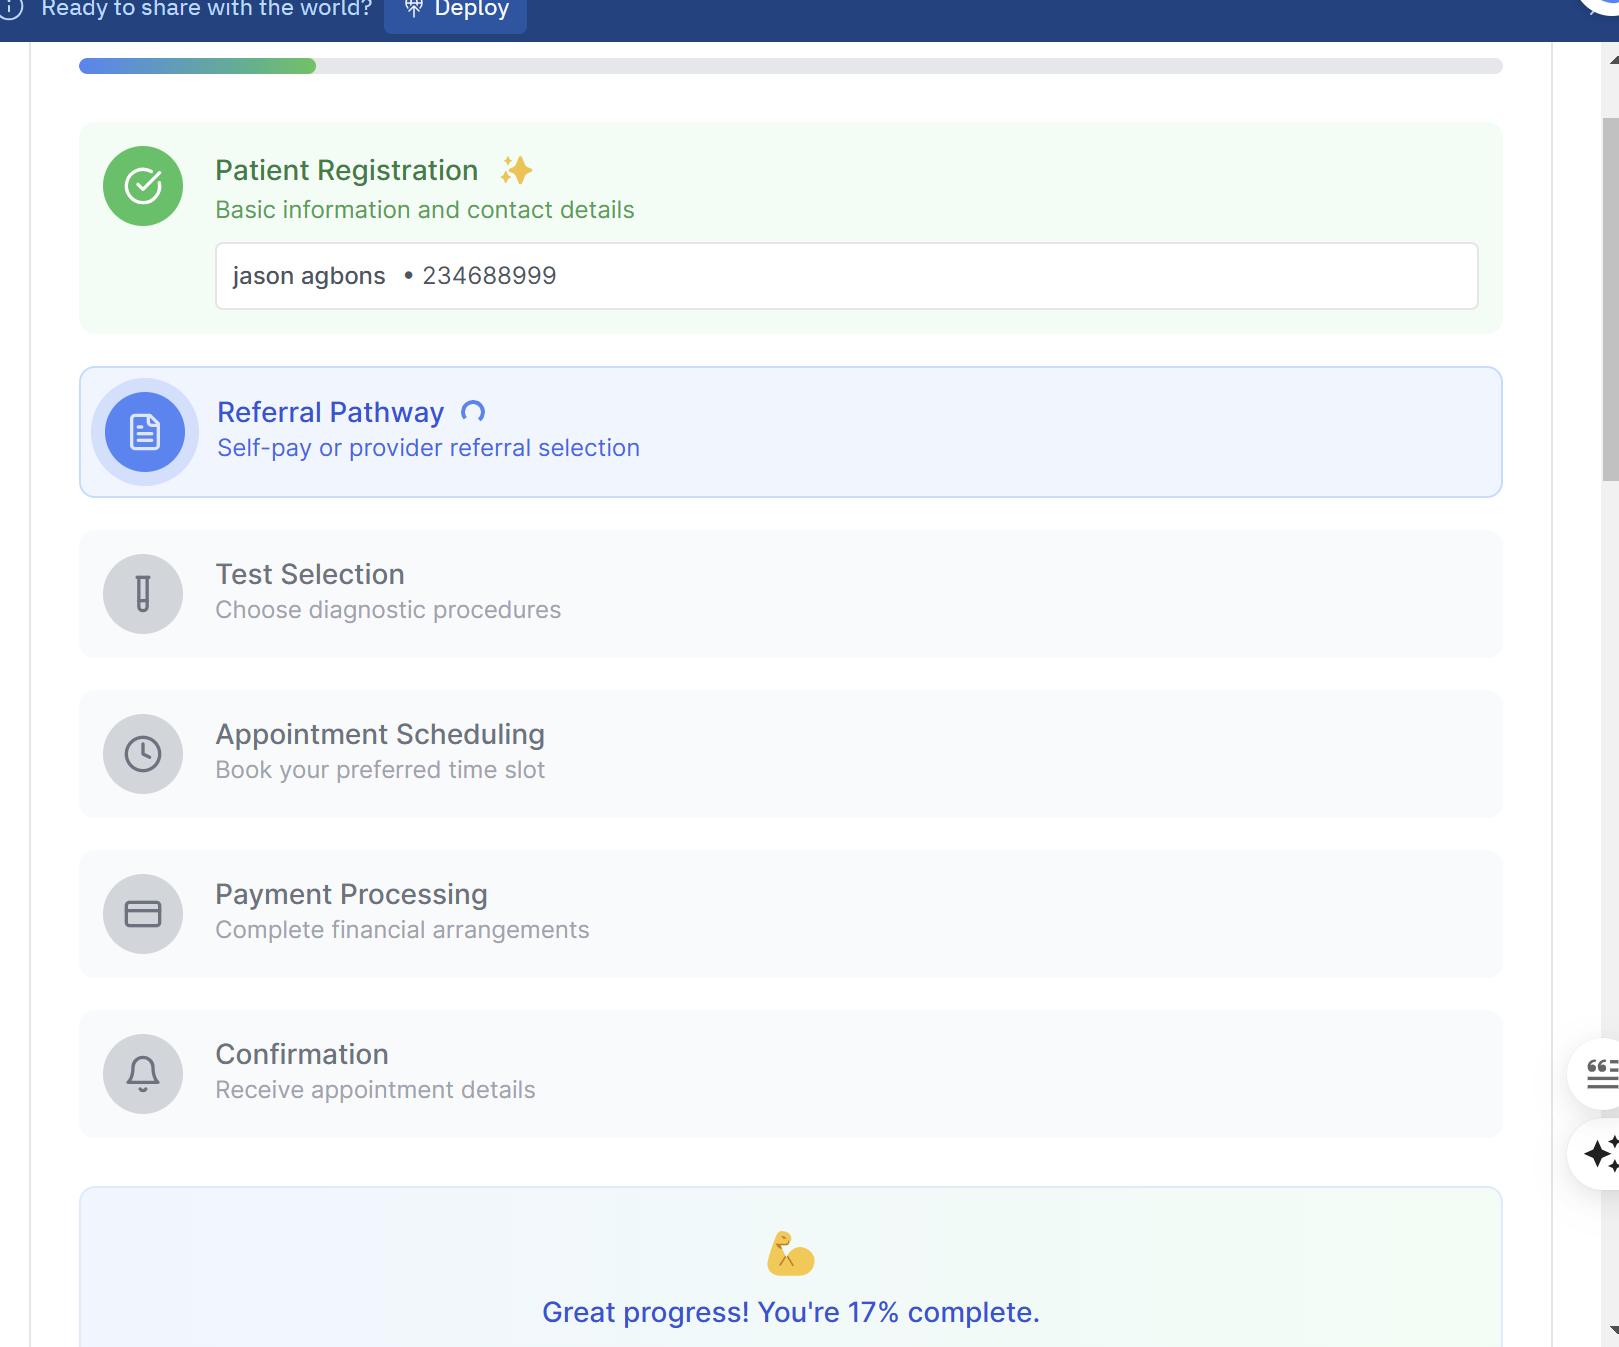 Ready to share with the world? Deploy
Patient Registration
Basic information and contact details
jason agbons • 234688999
Referral Pathway
Self-pay or provider referral selection
Test Selection
Choose diagnostic procedures
Appointment Scheduling
Book your preferred time slot
Payment Processing
Complete financial arrangements
Confirmation
Receive appointment details
Great progress! You're 17% complete.